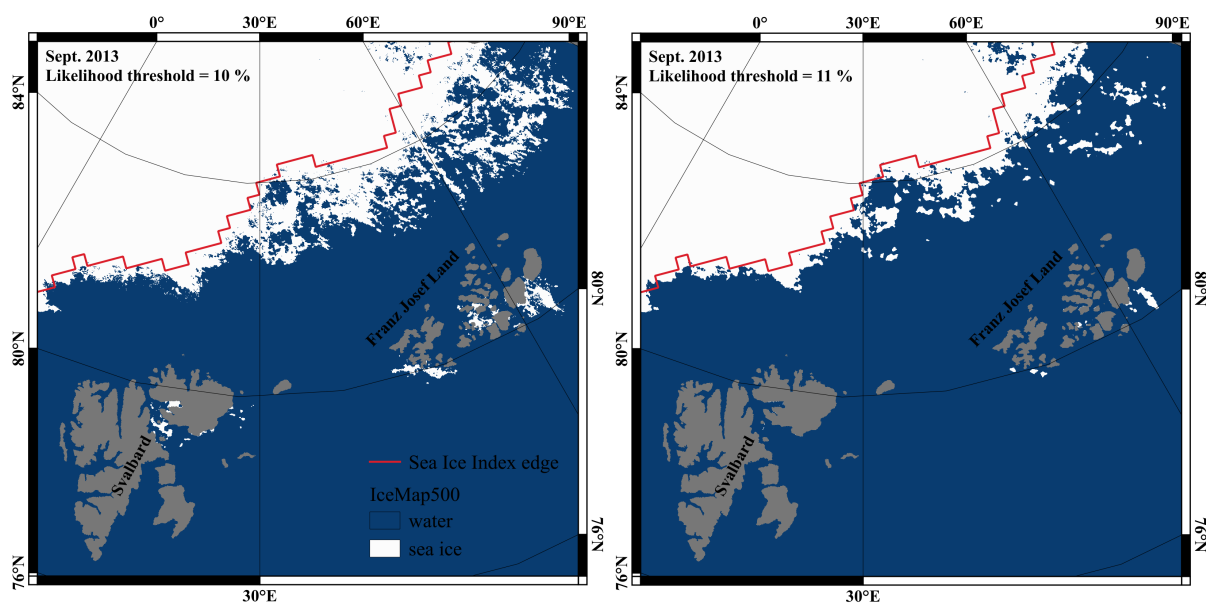 0°
30°E
60°E
90°E
Sept. 2013
Likelihood threshold = 10 %
84°N
80°N
76°N
80°N
76°N
Franz Josef Land
Svalbard
Sea Ice Index edge
IceMap500
water
sea ice
30°E
0°
30°E
60°E
90°E
Sept. 2013
Likelihood threshold = 11 %
84°N
80°N
76°N
80°N
76°N
Franz Josef Land
Svalbard
30°E